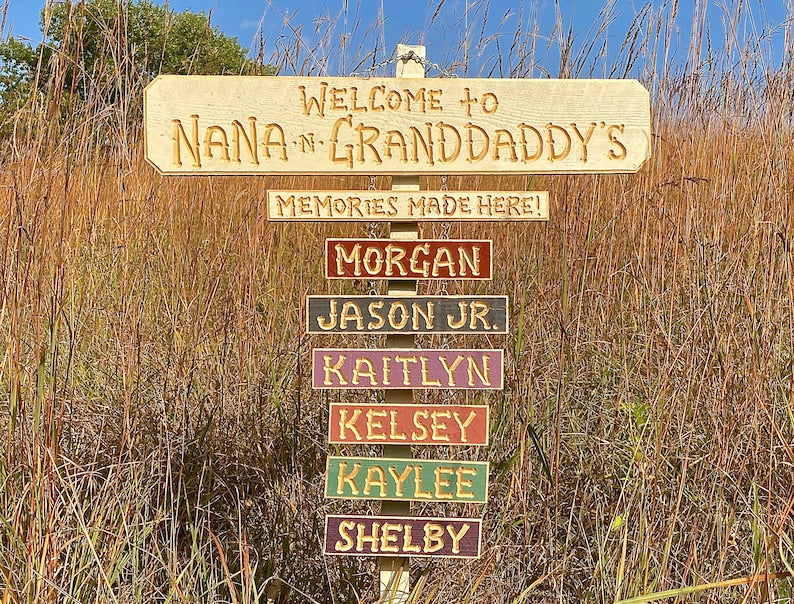 WELCOME to
NANA·N·GRANDDADDY'S
MEMORIES MADE HERE!
MORGAN
JASON JR.
KAITLYN
KELSEY
KAYLEE
SHELBY